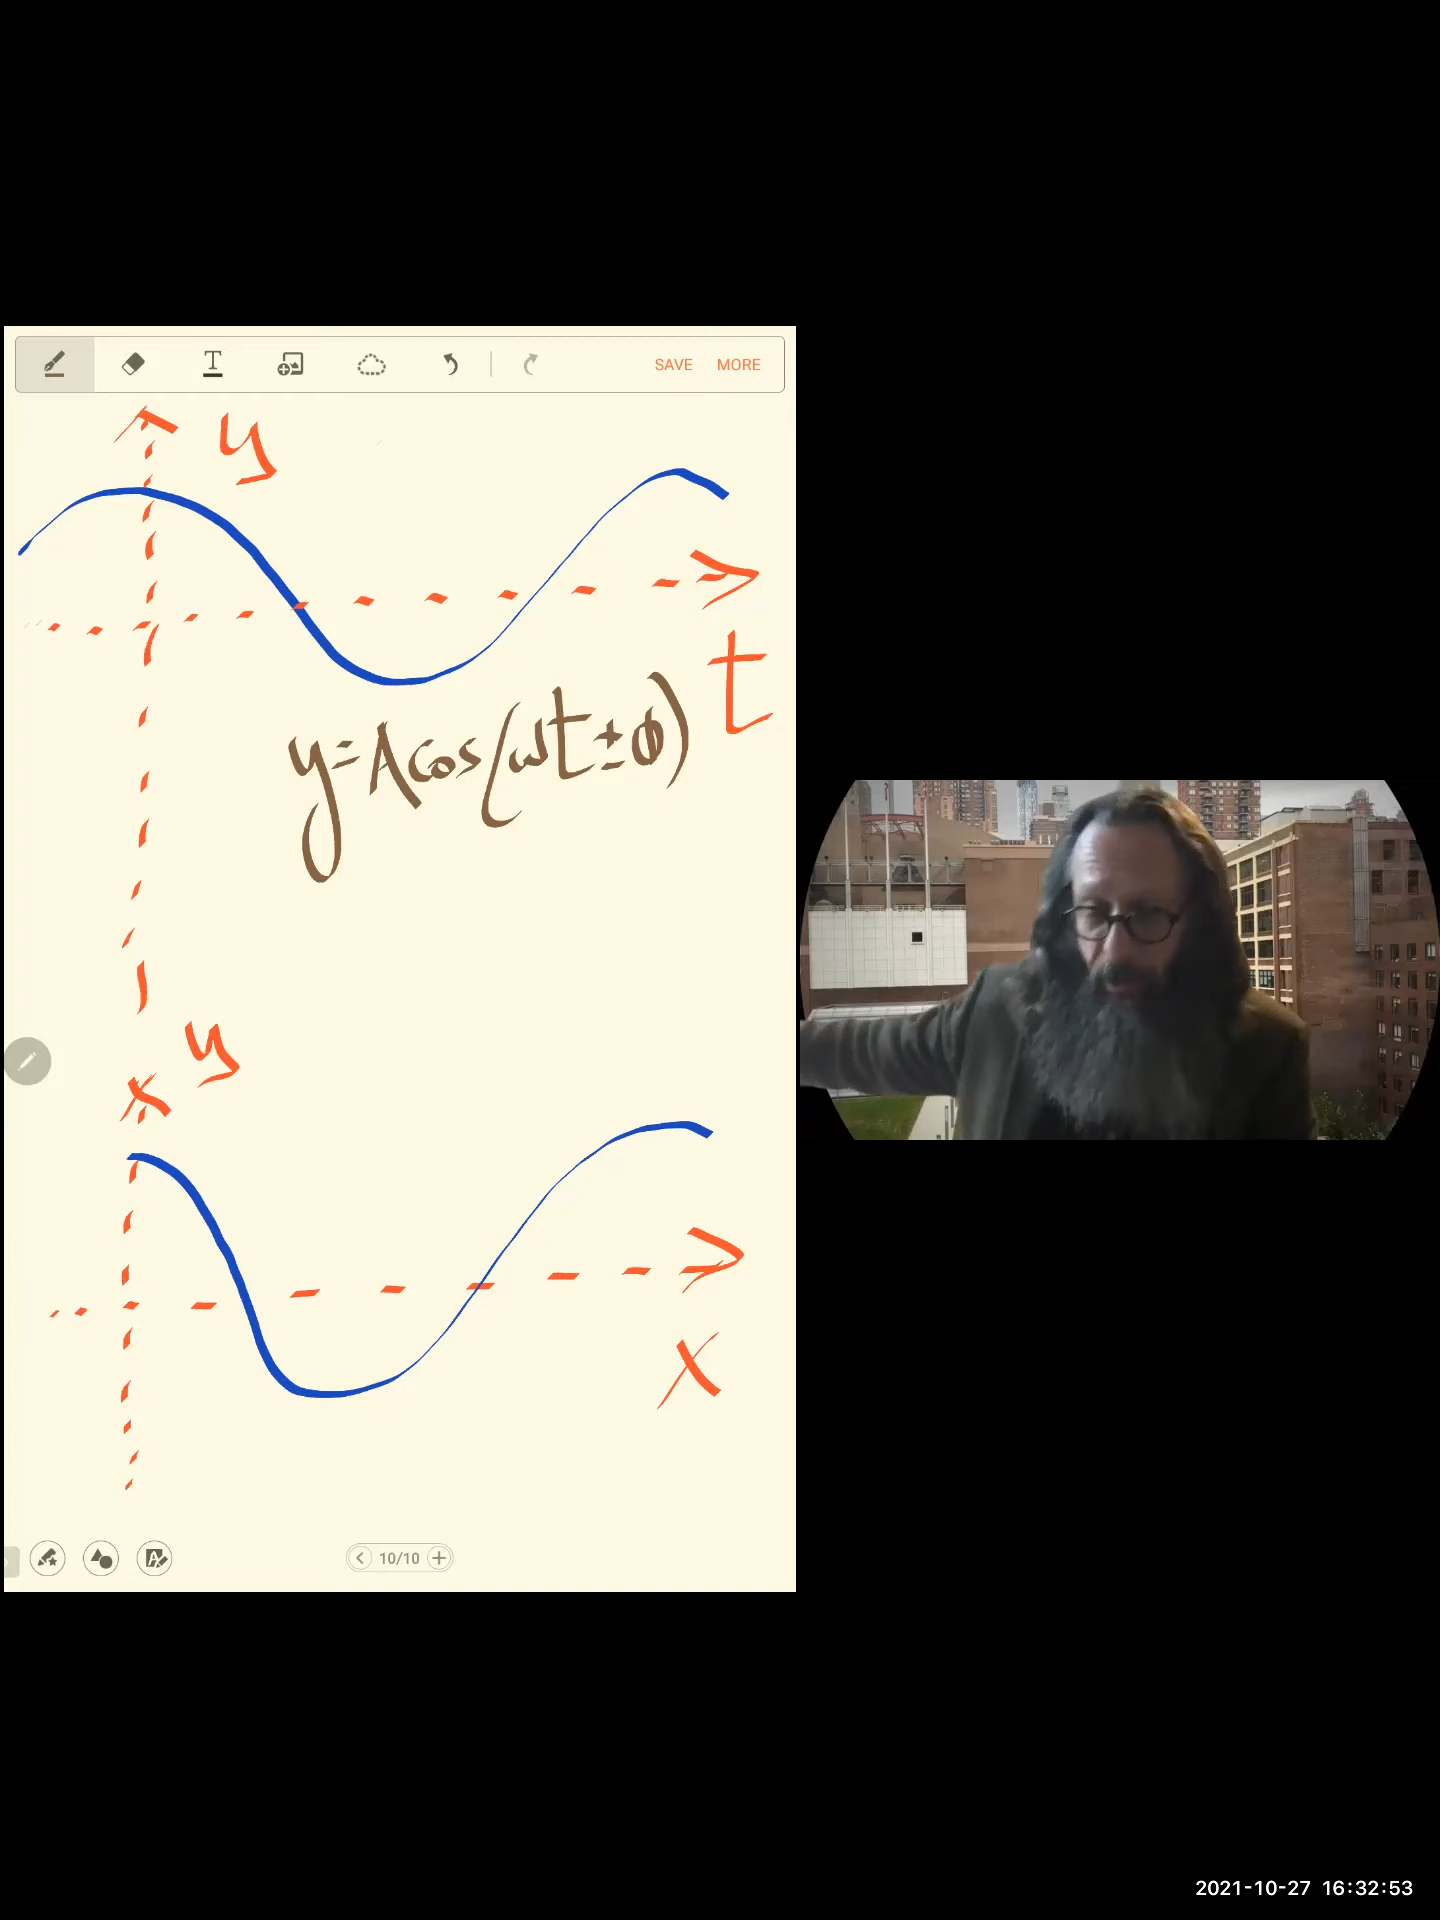 SAVE MORE
y
t
y=Acos(ωt±φ)
y
x
10/10
2021-10-27 16:32:53